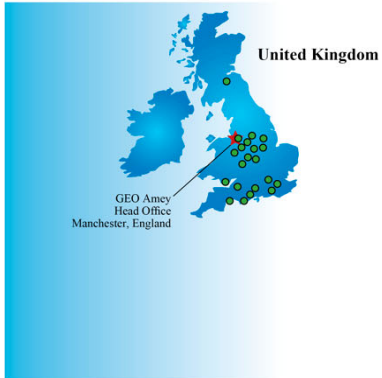 United Kingdom
GEO Amey
Head Office
Manchester, England